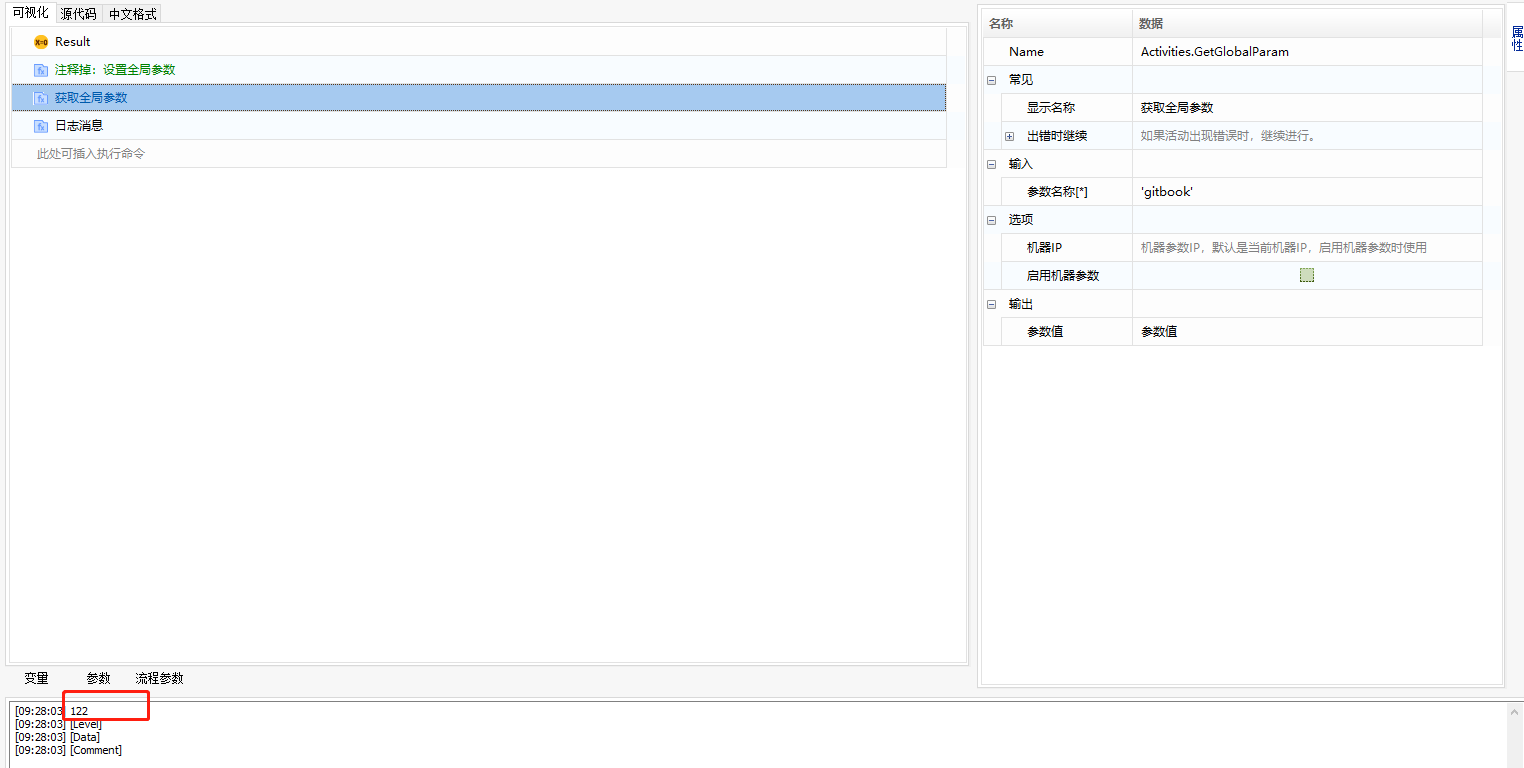 可视化 源代码 中文格式
X=0 Result
fx 注释掉：设置全局参数
fx 获取全局参数
fx 日志消息
此处可插入执行命令
名称 数据
Name Activities.GetGlobalParam
常见
显示名称 获取全局参数
出错时继续 如果活动出现错误时，继续进行。
输入
参数名称[*] 'gitbook'
选项
机器IP 机器参数IP，默认是当前机器IP，启用机器参数时使用
启用机器参数
输出
参数值 参数值
属性
变量 参数 流程参数
[09:28:03] 122
[09:28:03] [Level]
[09:28:03] [Data]
[09:28:03] [Comment]